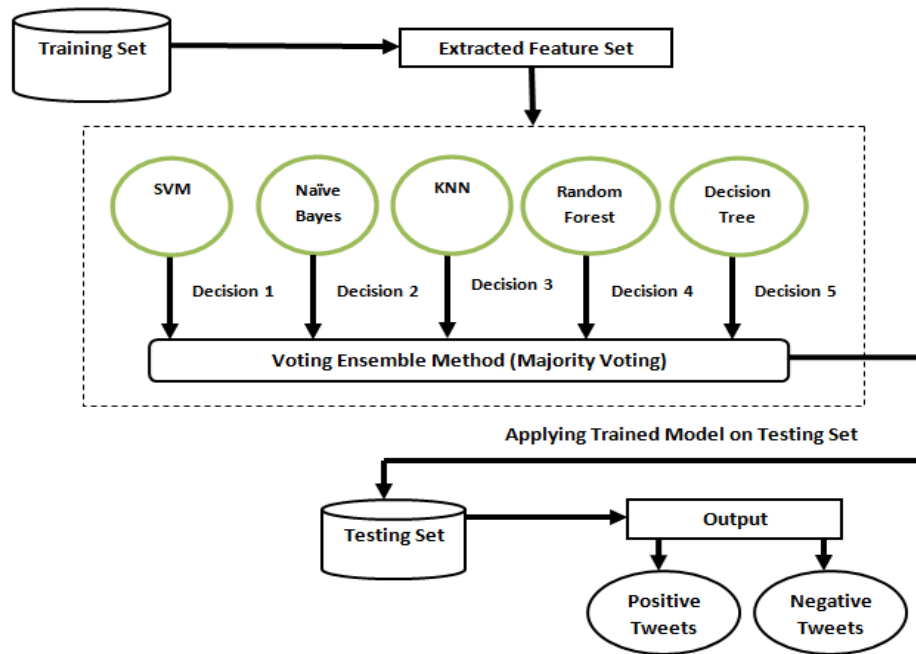 Training Set
Extracted Feature Set
SVM
Naïve
Bayes
KNN
Random
Forest
Decision
Tree
Decision 1
Decision 2
Decision 3
Decision 4
Decision 5
Voting Ensemble Method (Majority Voting)
Applying Trained Model on Testing Set
Testing Set
Output
Positive
Tweets
Negative
Tweets